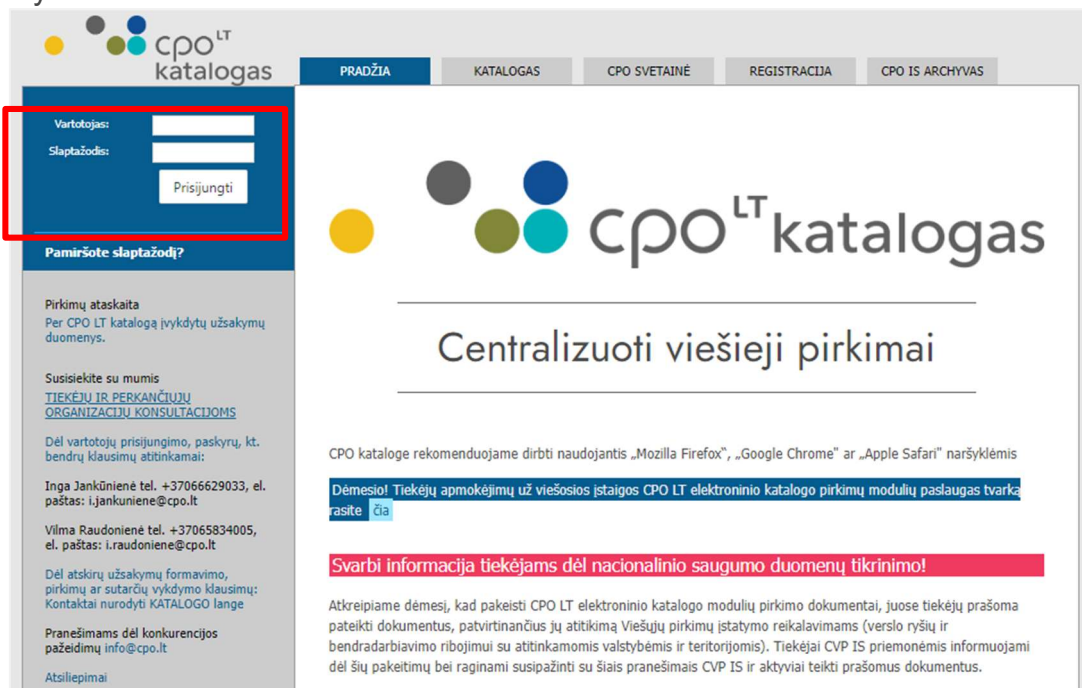 cpo LT
katalogas
PRADŽIA
KATALOGAS
CPO SVETAINĖ
REGISTRACIJA
CPO IS ARCHYVAS
Vartotojas:
Slaptažodis:
Prisijungti
Pamiršote slaptažodį?
Pirkimų ataskaita
Per CPO LT katalogą įvykdytų užsakymų
duomenys.
Susisiekite su mumis
TIEKĖJŲ IR PERKANČIŲJŲ
ORGANIZACIJŲ KONSULTACIJOMS
Dėl vartotojų prisijungimo, paskyrų, kt.
bendrų klausimų atitinkamai:
Inga Jankūnienė tel. +37066629033, el.
paštas: i.jankuniene@cpo.lt
Vilma Raudonienė tel. +37065834005,
el. paštas: i.raudoniene@cpo.lt
Dėl atskirų užsakymų formavimo,
pirkimų ar sutarčių vykdymo klausimų:
Kontaktai nurodyti KATALOGO lange
Pranešimams dėl konkurencijos
pažeidimų info@cpo.lt
Atsiliepimai
cpo LT katalogas
Centralizuoti viešieji pirkimai
CPO kataloge rekomenduojame dirbti naudojantis „Mozilla Firefox“, „Google Chrome“ ar „Apple Safari“ naršyklėmis
Dėmesio! Tiekėjų apmokėjimų už viešosios įstaigos CPO LT elektroninio katalogo pirkimų modulių paslaugas tvarką
rasite čia
Svarbi informacija tiekėjams dėl nacionalinio saugumo duomenų tikrinimo!
Atkreipiame dėmesį, kad pakeisti CPO LT elektroninio katalogo modulių pirkimo dokumentai, juose tiekėjų prašoma
pateikti dokumentus, patvirtinančius jų atitikimą Viešųjų pirkimų įstatymo reikalavimams (verslo ryšių ir
bendradarbiavimo ribojimui su atitinkamomis valstybėmis ir teritorijomis). Tiekėjai CVP IS priemonėmis informuojami
dėl šių pakeitimų bei raginami susipažinti su šiais pranešimais CVP IS ir aktyviai teikti prašomus dokumentus.